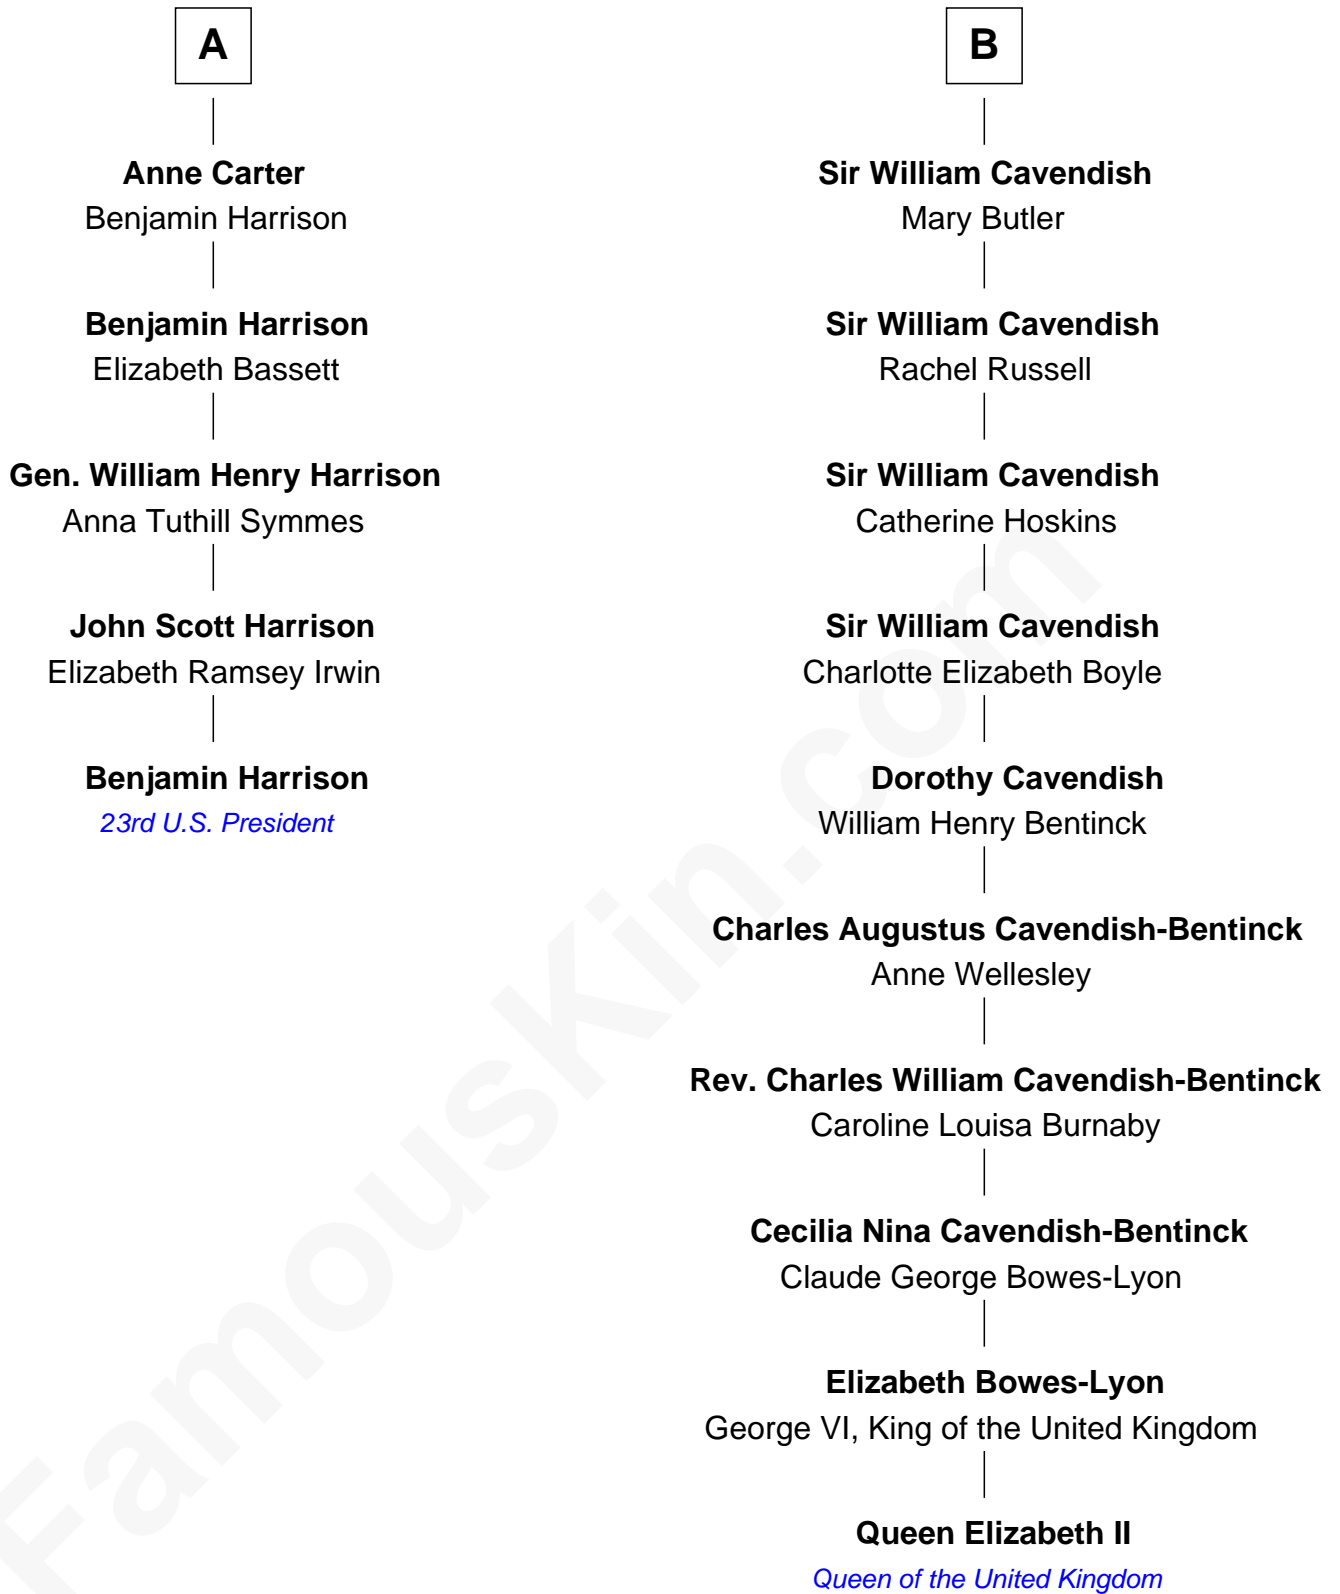 A
Anne Carter
Benjamin Harrison
Benjamin Harrison
Elizabeth Bassett
Gen. William Henry Harrison
Anna Tuthill Symmes
John Scott Harrison
Elizabeth Ramsey Irwin
Benjamin Harrison
23rd U.S. President
B
Sir William Cavendish
Mary Butler
Sir William Cavendish
Rachel Russell
Sir William Cavendish
Catherine Hoskins
Sir William Cavendish
Charlotte Elizabeth Boyle
Dorothy Cavendish
William Henry Bentinck
Charles Augustus Cavendish-Bentinck
Anne Wellesley
Rev. Charles William Cavendish-Bentinck
Caroline Louisa Burnaby
Cecilia Nina Cavendish-Bentinck
Claude George Bowes-Lyon
Elizabeth Bowes-Lyon
George VI, King of the United Kingdom
Queen Elizabeth II
Queen of the United Kingdom
FamousKin.com